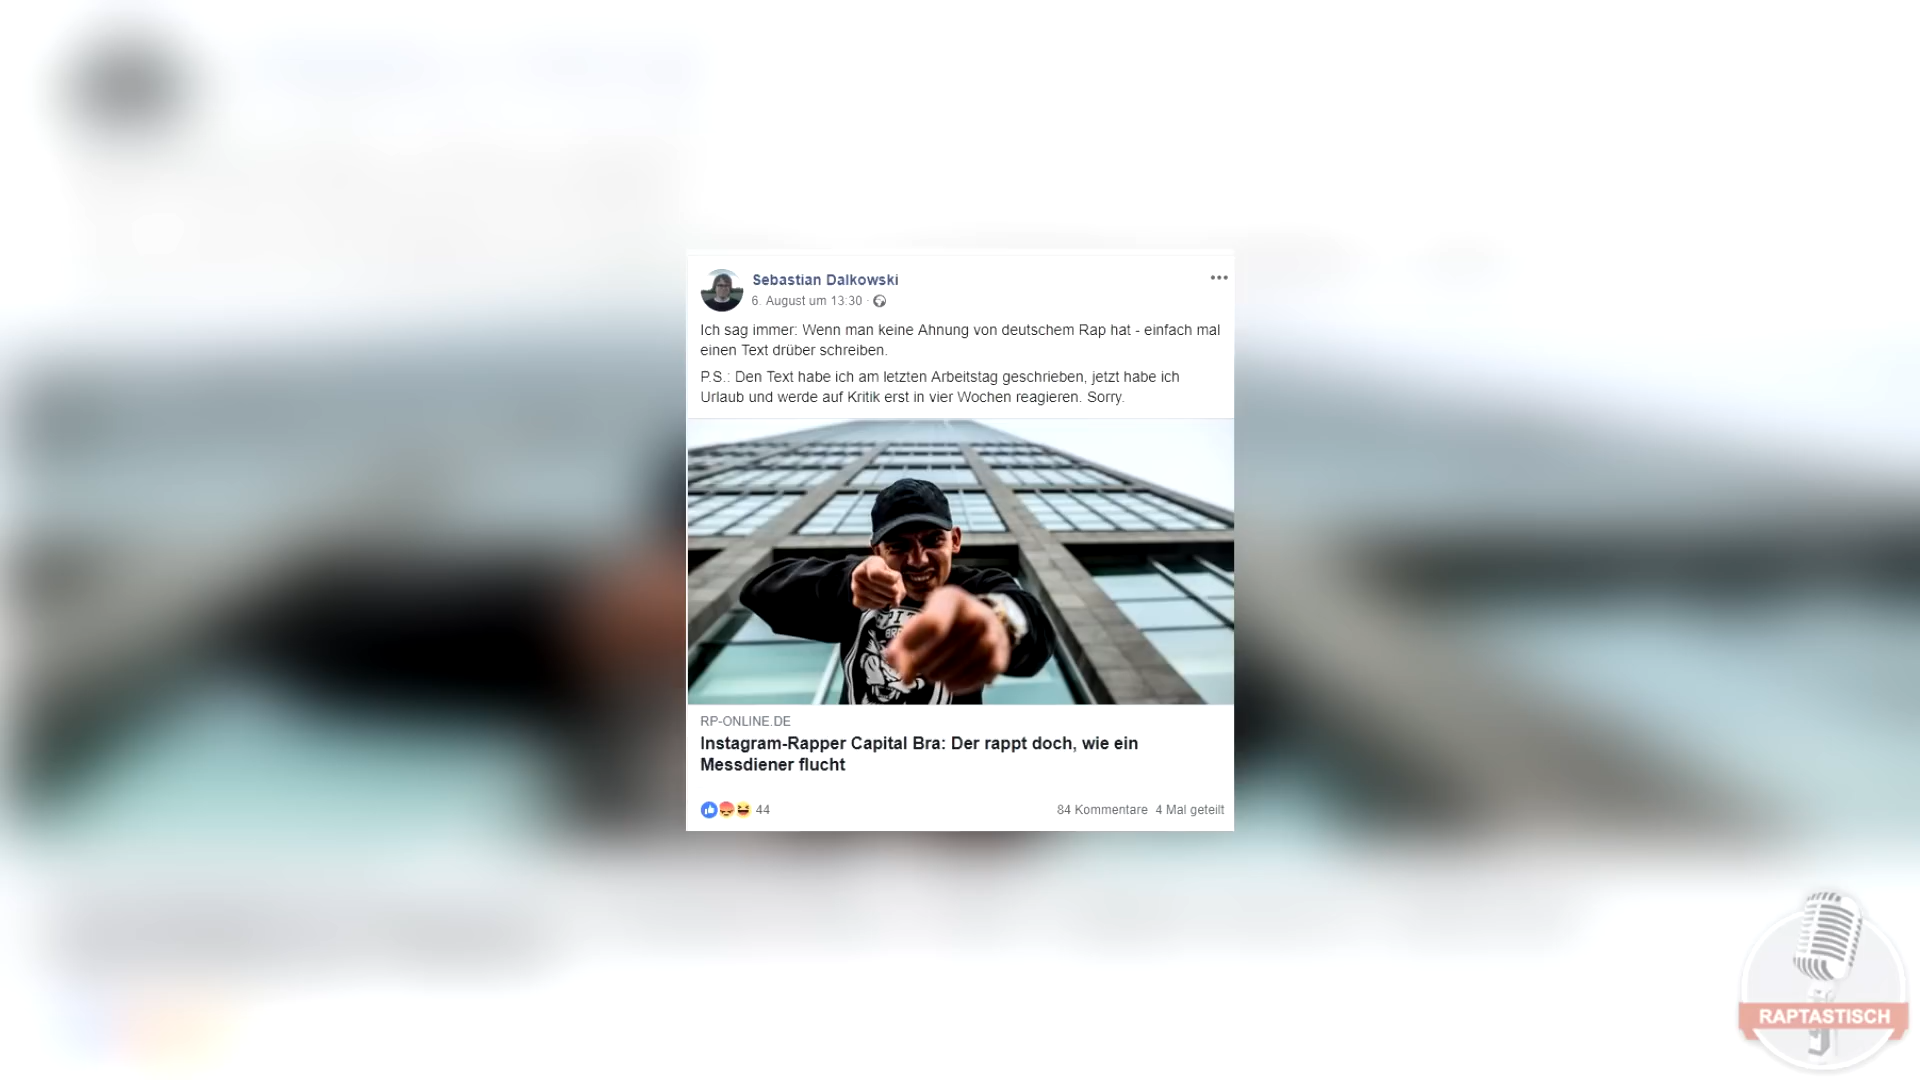 Sebastian Dalkowski
6. August um 13:30 ·
Ich sag immer: Wenn man keine Ahnung von deutschem Rap hat - einfach mal
einen Text drüber schreiben.
P.S.: Den Text habe ich am letzten Arbeitstag geschrieben, jetzt habe ich
Urlaub und werde auf Kritik erst in vier Wochen reagieren. Sorry.
RP-ONLINE.DE
Instagram-Rapper Capital Bra: Der rappt doch, wie ein
Messdiener flucht
44
84 Kommentare 4 Mal geteilt
RAPTASTISCH